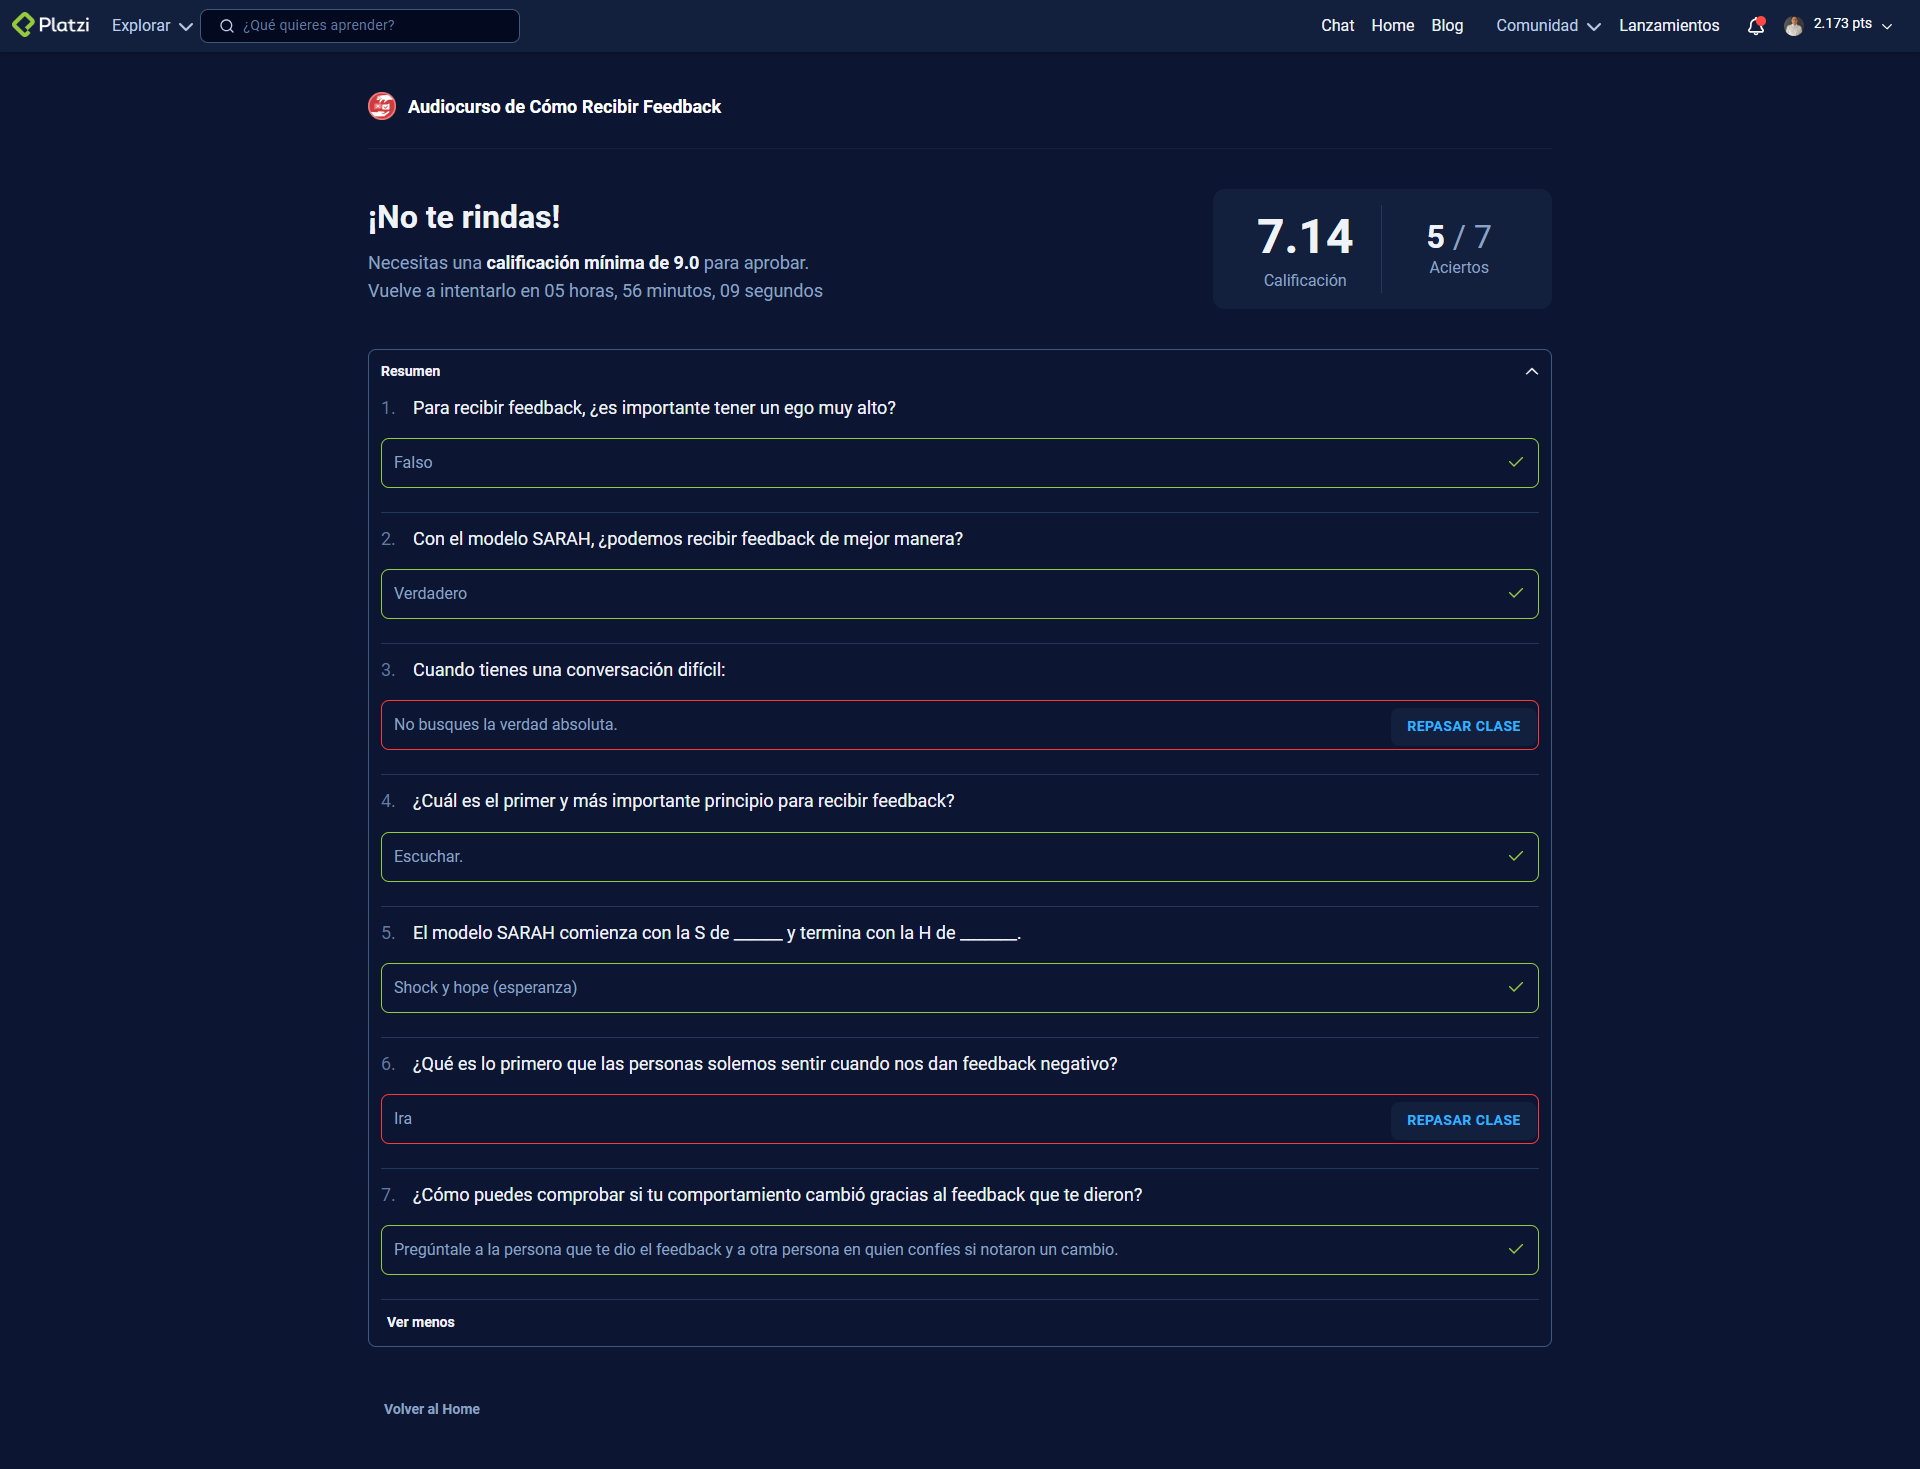 Platzi Explorar ¿Qué quieres aprender? Chat Home Blog Comunidad Lanzamientos 2.173 pts
Audiocurso de Cómo Recibir Feedback
¡No te rindas!
Necesitas una calificación mínima de 9.0 para aprobar.
Vuelve a intentarlo en 05 horas, 56 minutos, 09 segundos
7.14
Calificación
5 / 7
Aciertos
Resumen
1. Para recibir feedback, ¿es importante tener un ego muy alto?
Falso
2. Con el modelo SARAH, ¿podemos recibir feedback de mejor manera?
Verdadero
3. Cuando tienes una conversación difícil:
No busques la verdad absoluta. REPASAR CLASE
4. ¿Cuál es el primer y más importante principio para recibir feedback?
Escuchar.
5. El modelo SARAH comienza con la S de ______ y termina con la H de _______.
Shock y hope (esperanza)
6. ¿Qué es lo primero que las personas solemos sentir cuando nos dan feedback negativo?
Ira REPASAR CLASE
7. ¿Cómo puedes comprobar si tu comportamiento cambió gracias al feedback que te dieron?
Pregúntale a la persona que te dio el feedback y a otra persona en quien confíes si notaron un cambio.
Ver menos
Volver al Home